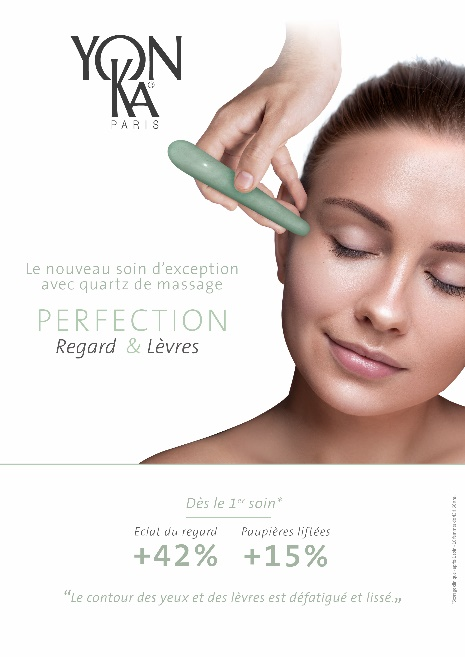 YON
KA®
PARIS
Le nouveau soin d'exception
avec quartz de massage
PERFECTION
Regard & Lèvres
Dès le 1er soin*
Eclat du regard Paupières liftées
+42% +15%
“Le contour des yeux et des lèvres est défatigué et lissé.„